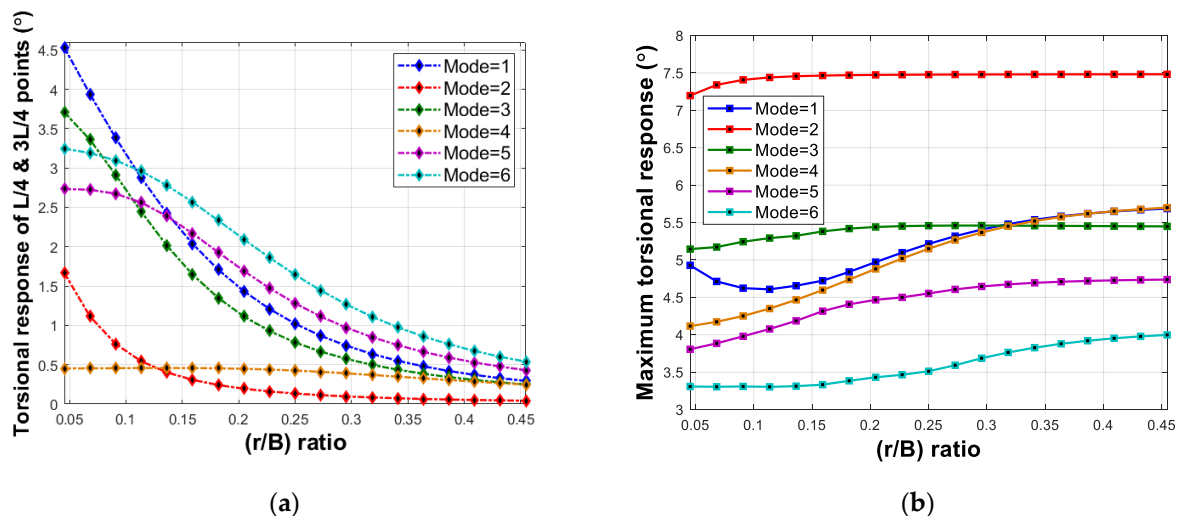 Torsional response of L/4 & 3L/4 points (°)
4.5
4
3.5
3
2.5
2
1.5
1
0.5
0
0.05 0.1 0.15 0.2 0.25 0.3 0.35 0.4 0.45
(r/B) ratio
Mode=1
Mode=2
Mode=3
Mode=4
Mode=5
Mode=6
(a)
Maximum torsional response (°)
8
7.5
7
6.5
6
5.5
5
4.5
4
3.5
3
0.05 0.1 0.15 0.2 0.25 0.3 0.35 0.4 0.45
(r/B) ratio
Mode=1
Mode=2
Mode=3
Mode=4
Mode=5
Mode=6
(b)